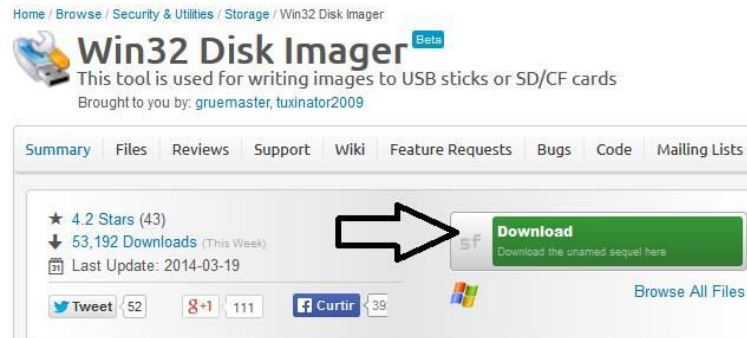 Home / Browse / Security & Utilities / Storage / Win32 Disk Imager
Win32 Disk Imager Beta
This tool is used for writing images to USB sticks or SD/CF cards
Brought to you by: gruemaster, tuxinator2009
Summary Files Reviews Support Wiki Feature Requests Bugs Code Mailing Lists
4.2 Stars (43)
53,192 Downloads (This Week)
31 Last Update: 2014-03-19
sf Download
Download the unamed sequel here
Browse All Files
Tweet 52 g+1 111 f Curtir 39